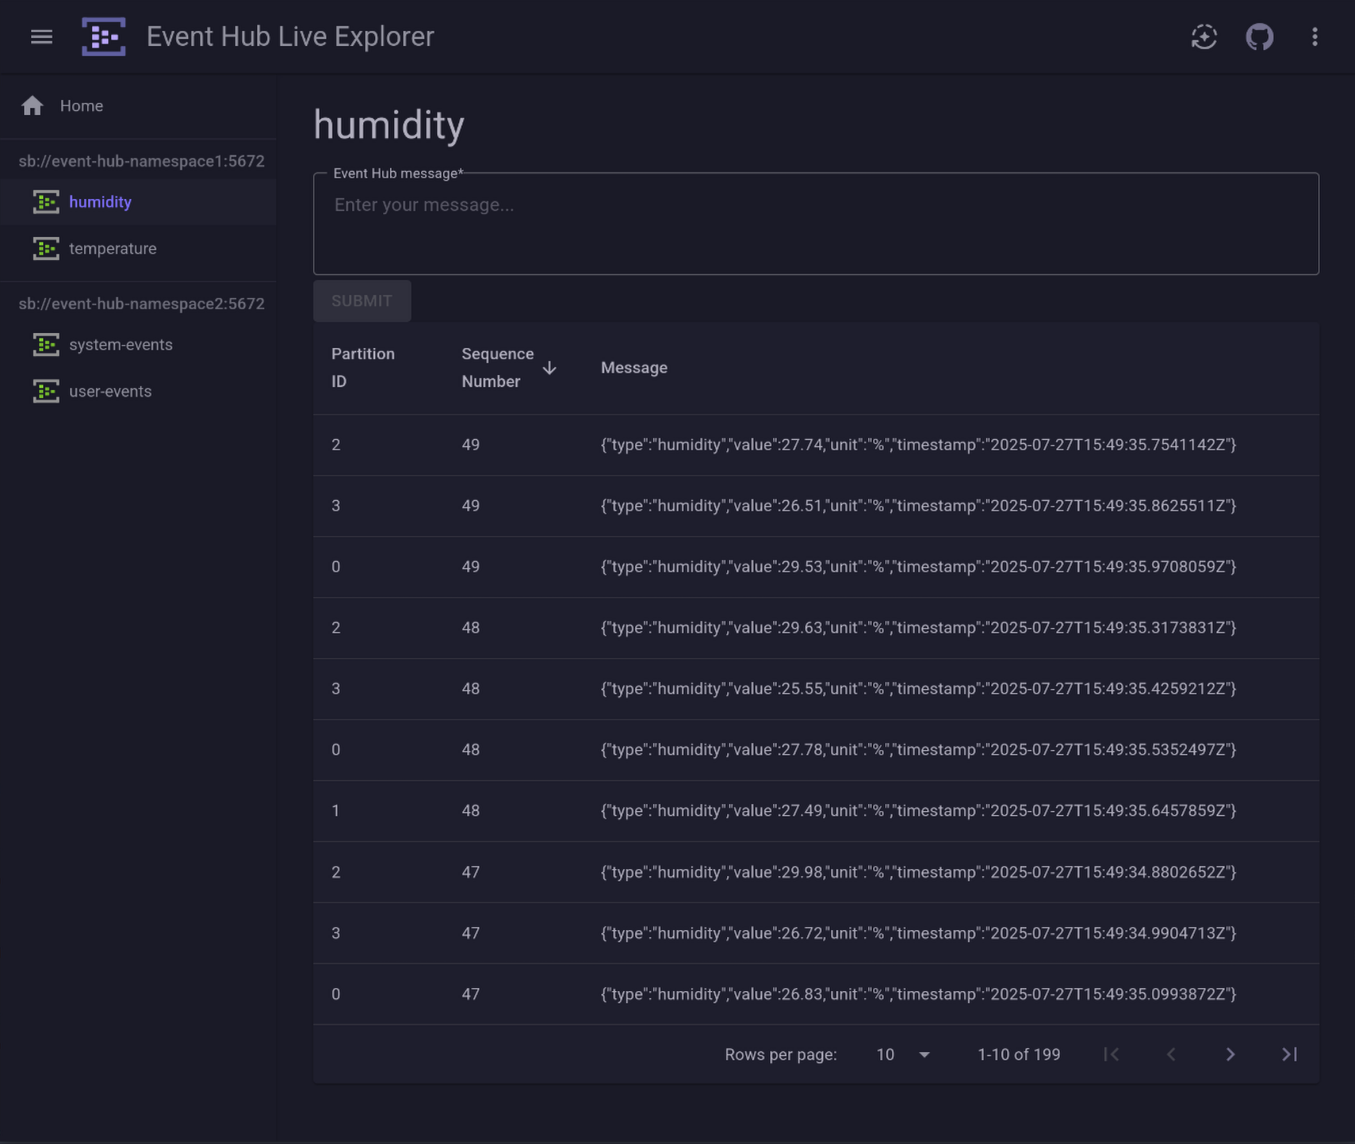 Event Hub Live Explorer
Home
sb://event-hub-namespace1:5672
humidity
temperature
sb://event-hub-namespace2:5672
system-events
user-events
humidity
Event Hub message*
Enter your message...
SUBMIT
Partition ID Sequence Number Message
2 49 {"type":"humidity","value":27.74,"unit":"%","timestamp":"2025-07-27T15:49:35.7541142Z"}
3 49 {"type":"humidity","value":26.51,"unit":"%","timestamp":"2025-07-27T15:49:35.8625511Z"}
0 49 {"type":"humidity","value":29.53,"unit":"%","timestamp":"2025-07-27T15:49:35.9708059Z"}
2 48 {"type":"humidity","value":29.63,"unit":"%","timestamp":"2025-07-27T15:49:35.3173831Z"}
3 48 {"type":"humidity","value":25.55,"unit":"%","timestamp":"2025-07-27T15:49:35.4259212Z"}
0 48 {"type":"humidity","value":27.78,"unit":"%","timestamp":"2025-07-27T15:49:35.5352497Z"}
1 48 {"type":"humidity","value":27.49,"unit":"%","timestamp":"2025-07-27T15:49:35.6457859Z"}
2 47 {"type":"humidity","value":29.98,"unit":"%","timestamp":"2025-07-27T15:49:34.8802652Z"}
3 47 {"type":"humidity","value":26.72,"unit":"%","timestamp":"2025-07-27T15:49:34.9904713Z"}
0 47 {"type":"humidity","value":26.83,"unit":"%","timestamp":"2025-07-27T15:49:35.0993872Z"}
Rows per page: 10 1-10 of 199